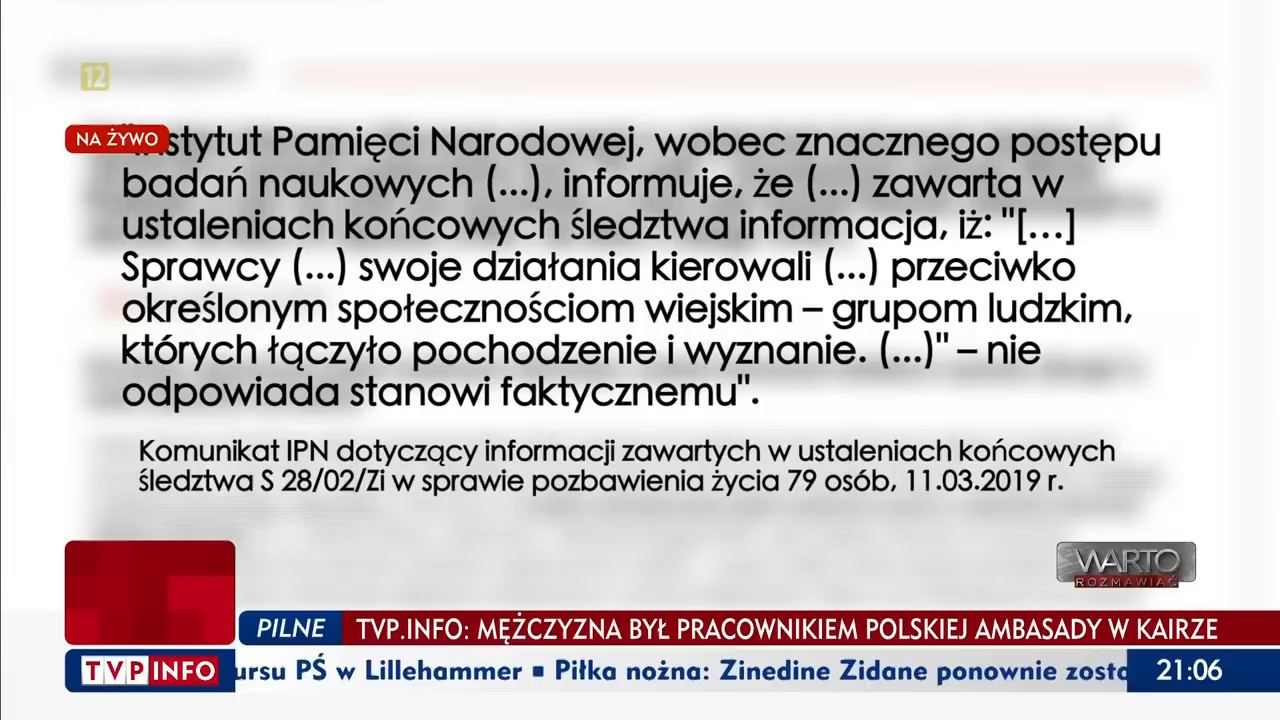 12
NA ŻYWO
"Instytut Pamięci Narodowej, wobec znacznego postępu
badań naukowych (...), informuje, że (...) zawarta w
ustaleniach końcowych śledztwa informacja, iż: "[...]
Sprawcy (...) swoje działania kierowali (...) przeciwko
określonym społecznościom wiejskim – grupom ludzkim,
których łączyło pochodzenie i wyznanie. (...)" – nie
odpowiada stanowi faktycznemu".
Komunikat IPN dotyczący informacji zawartych w ustaleniach końcowych
śledztwa S 28/02/Zi w sprawie pozbawienia życia 79 osób, 11.03.2019 r.
WARTO
ROZMAWIAĆ
PILNE TVP.INFO: MĘŻCZYZNA BYŁ PRACOWNIKIEM POLSKIEJ AMBASADY W KAIRZE
TVP INFO ursu PŚ w Lillehammer ▪ Piłka nożna: Zinedine Zidane ponownie zosta 21:06